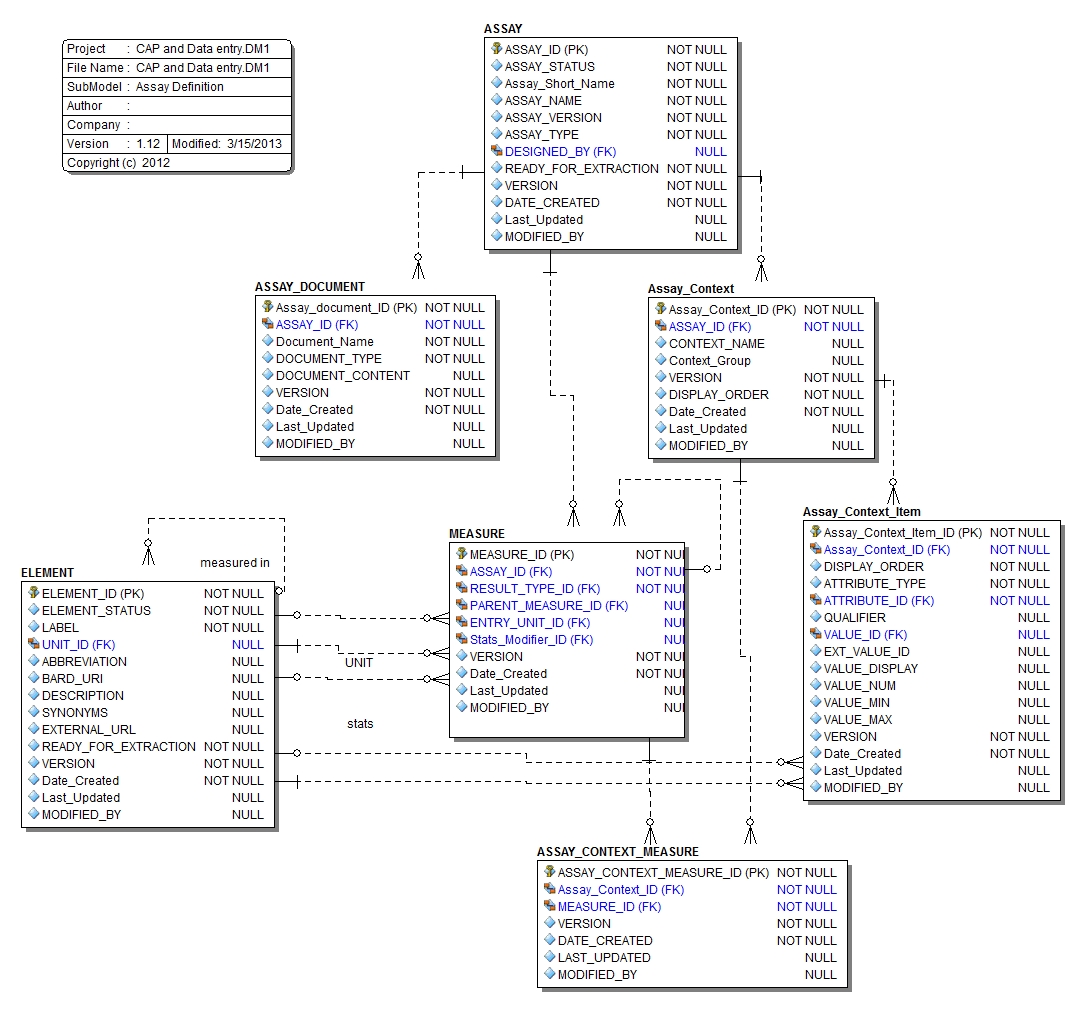 Project : CAP and Data entry.DM1
File Name : CAP and Data entry.DM1
SubModel : Assay Definition
Author :
Company :
Version : 1.12 Modified: 3/15/2013
Copyright (c) 2012
ASSAY
ASSAY_ID (PK) NOT NULL
ASSAY_STATUS NOT NULL
Assay_Short_Name NOT NULL
ASSAY_NAME NOT NULL
ASSAY_VERSION NOT NULL
ASSAY_TYPE NOT NULL
DESIGNED_BY (FK) NULL
READY_FOR_EXTRACTION NOT NULL
VERSION NOT NULL
DATE_CREATED NOT NULL
Last_Updated NULL
MODIFIED_BY NULL
ASSAY_DOCUMENT
Assay_document_ID (PK) NOT NULL
ASSAY_ID (FK) NOT NULL
Document_Name NOT NULL
DOCUMENT_TYPE NOT NULL
DOCUMENT_CONTENT NULL
VERSION NOT NULL
Date_Created NOT NULL
Last_Updated NULL
MODIFIED_BY NULL
Assay_Context
Assay_Context_ID (PK) NOT NULL
ASSAY_ID (FK) NOT NULL
CONTEXT_NAME NULL
Context_Group NULL
VERSION NOT NULL
DISPLAY_ORDER NOT NULL
Date_Created NOT NULL
Last_Updated NULL
MODIFIED_BY NULL
measured in
ELEMENT
ELEMENT_ID (PK) NOT NULL
ELEMENT_STATUS NOT NULL
LABEL NOT NULL
UNIT_ID (FK) NULL
ABBREVIATION NULL
BARD_URI NULL
DESCRIPTION NULL
SYNONYMS NULL
EXTERNAL_URL NULL
READY_FOR_EXTRACTION NOT NULL
VERSION NOT NULL
Date_Created NOT NULL
Last_Updated NULL
MODIFIED_BY NULL
UNIT
stats
MEASURE
MEASURE_ID (PK) NOT NUL
ASSAY_ID (FK) NOT NUL
RESULT_TYPE_ID (FK) NOT NUL
PARENT_MEASURE_ID (FK) NUL
ENTRY_UNIT_ID (FK) NUL
Stats_Modifier_ID (FK) NUL
VERSION NOT NUL
Date_Created NOT NUL
Last_Updated NUL
MODIFIED_BY NUL
Assay_Context_Item
Assay_Context_Item_ID (PK) NOT NULL
Assay_Context_ID (FK) NOT NULL
DISPLAY_ORDER NOT NULL
ATTRIBUTE_TYPE NOT NULL
ATTRIBUTE_ID (FK) NOT NULL
QUALIFIER NULL
VALUE_ID (FK) NULL
EXT_VALUE_ID NULL
VALUE_DISPLAY NULL
VALUE_NUM NULL
VALUE_MIN NULL
VALUE_MAX NULL
VERSION NOT NULL
Date_Created NOT NULL
Last_Updated NULL
MODIFIED_BY NULL
ASSAY_CONTEXT_MEASURE
ASSAY_CONTEXT_MEASURE_ID (PK) NOT NULL
Assay_Context_ID (FK) NOT NULL
MEASURE_ID (FK) NOT NULL
VERSION NOT NULL
DATE_CREATED NOT NULL
LAST_UPDATED NULL
MODIFIED_BY NULL